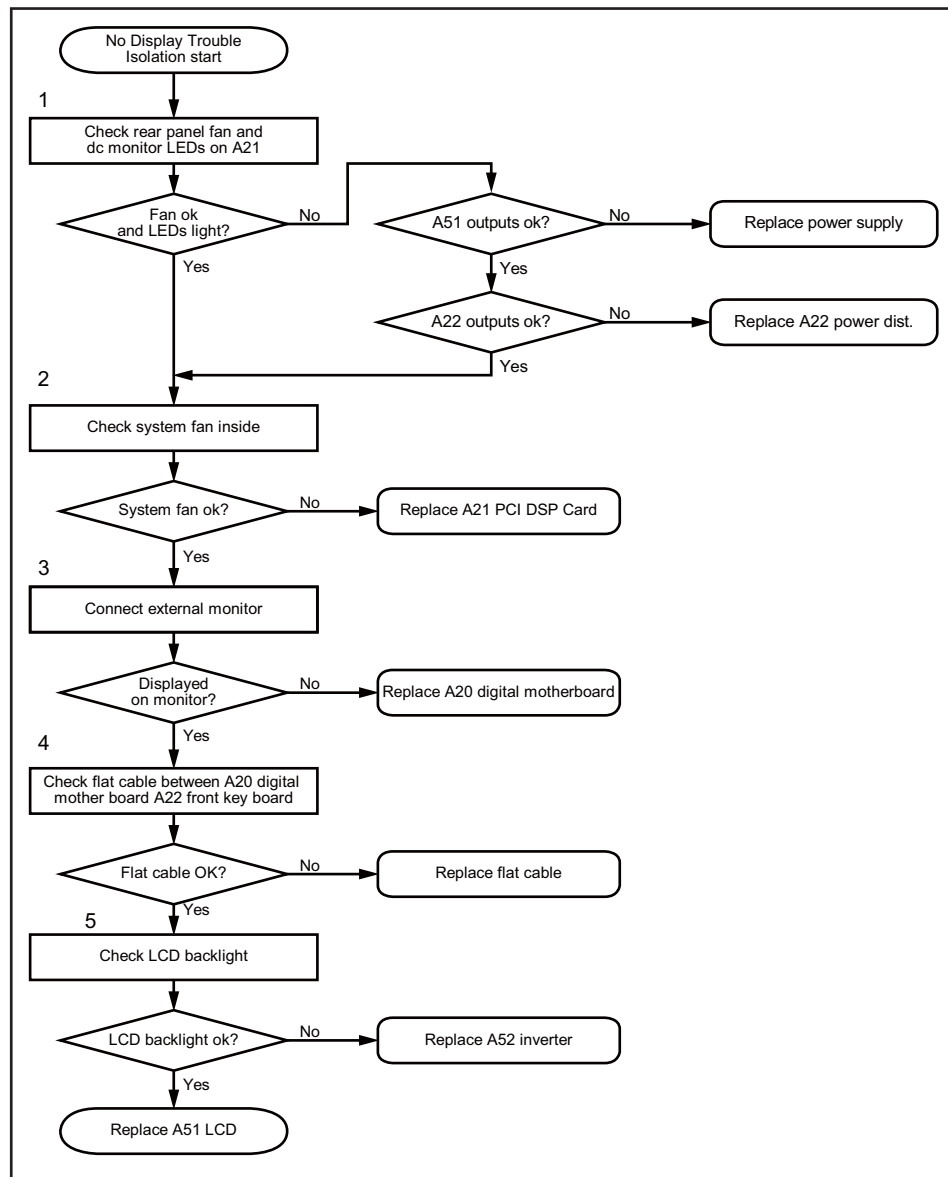 No Display Trouble
Isolation start
1
Check rear panel fan and
dc monitor LEDs on A21
Fan ok
and LEDs light?
No
Yes
A51 outputs ok?
No
Replace power supply
Yes
A22 outputs ok?
No
Replace A22 power dist.
Yes
2
Check system fan inside
System fan ok?
No
Replace A21 PCI DSP Card
Yes
3
Connect external monitor
Displayed
on monitor?
No
Replace A20 digital motherboard
Yes
4
Check flat cable between A20 digital
mother board A22 front key board
Flat cable OK?
No
Replace flat cable
Yes
5
Check LCD backlight
LCD backlight ok?
No
Replace A52 inverter
Yes
Replace A51 LCD